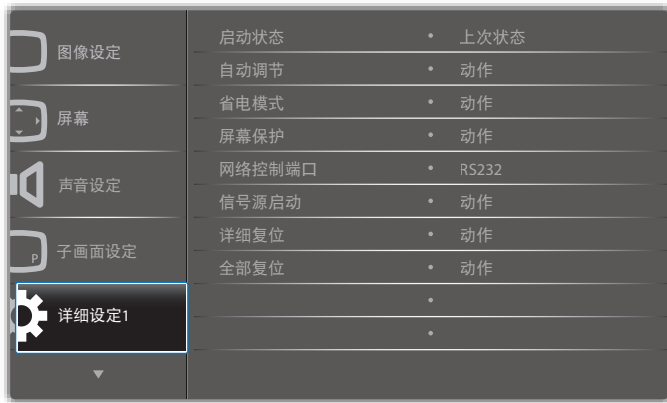 图像设定
屏幕
声音设定
P
子画面设定
详细设定1
启动状态 • 上次状态
自动调节 • 动作
省电模式 • 动作
屏幕保护 • 动作
网络控制端口 • RS232
信号源启动 • 动作
详细复位 • 动作
全部复位 • 动作
•
•